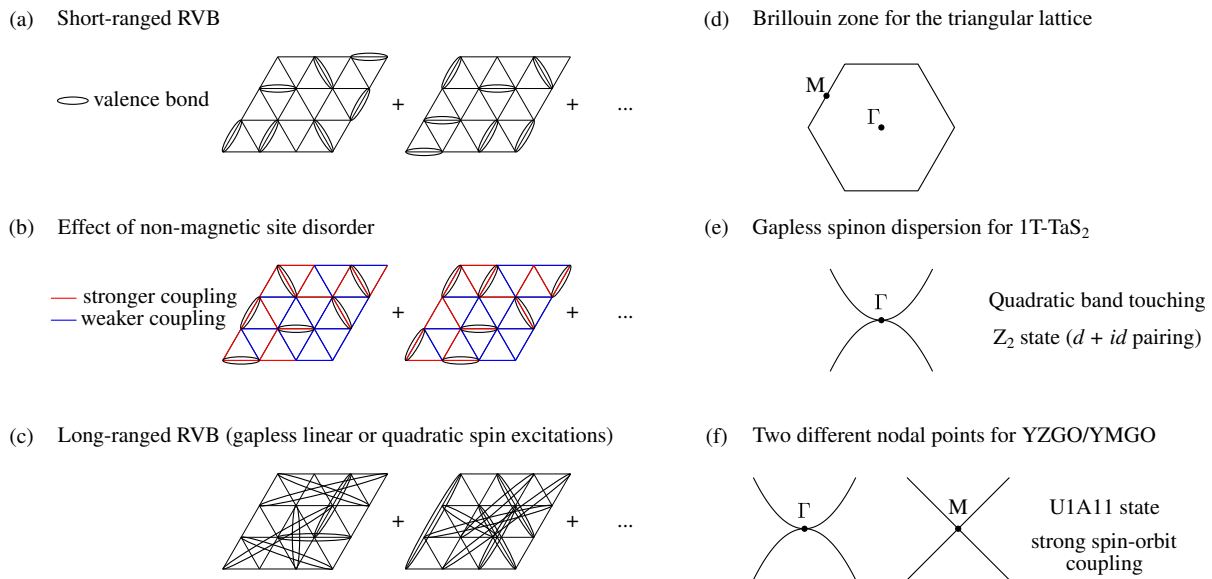 (a) Short-ranged RVB
valence bond
+ + ...
(b) Effect of non-magnetic site disorder
stronger coupling
weaker coupling
+ + ...
(c) Long-ranged RVB (gapless linear or quadratic spin excitations)
+ + ...
(d) Brillouin zone for the triangular lattice
M
Γ
(e) Gapless spinon dispersion for 1T-TaS₂
Γ
Quadratic band touching
Z₂ state (d + id pairing)
(f) Two different nodal points for YZGO/YMGO
Γ
M
U1A11 state
strong spin-orbit
coupling